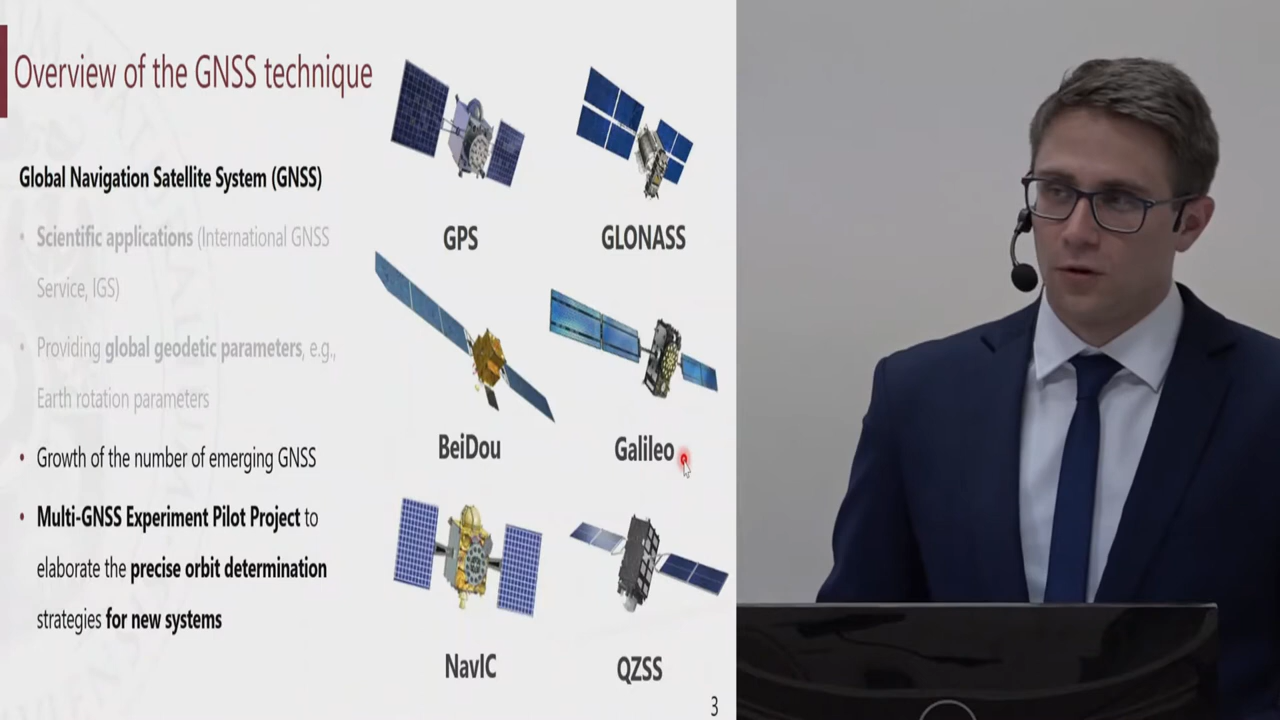 Overview of the GNSS technique
Global Navigation Satellite System (GNSS)
• Scientific applications (International GNSS
Service, IGS)
• Providing global geodetic parameters, e.g.,
Earth rotation parameters
• Growth of the number of emerging GNSS
• Multi-GNSS Experiment Pilot Project to
elaborate the precise orbit determination
strategies for new systems
GPS
GLONASS
BeiDou
Galileo
NavIC
QZSS
3